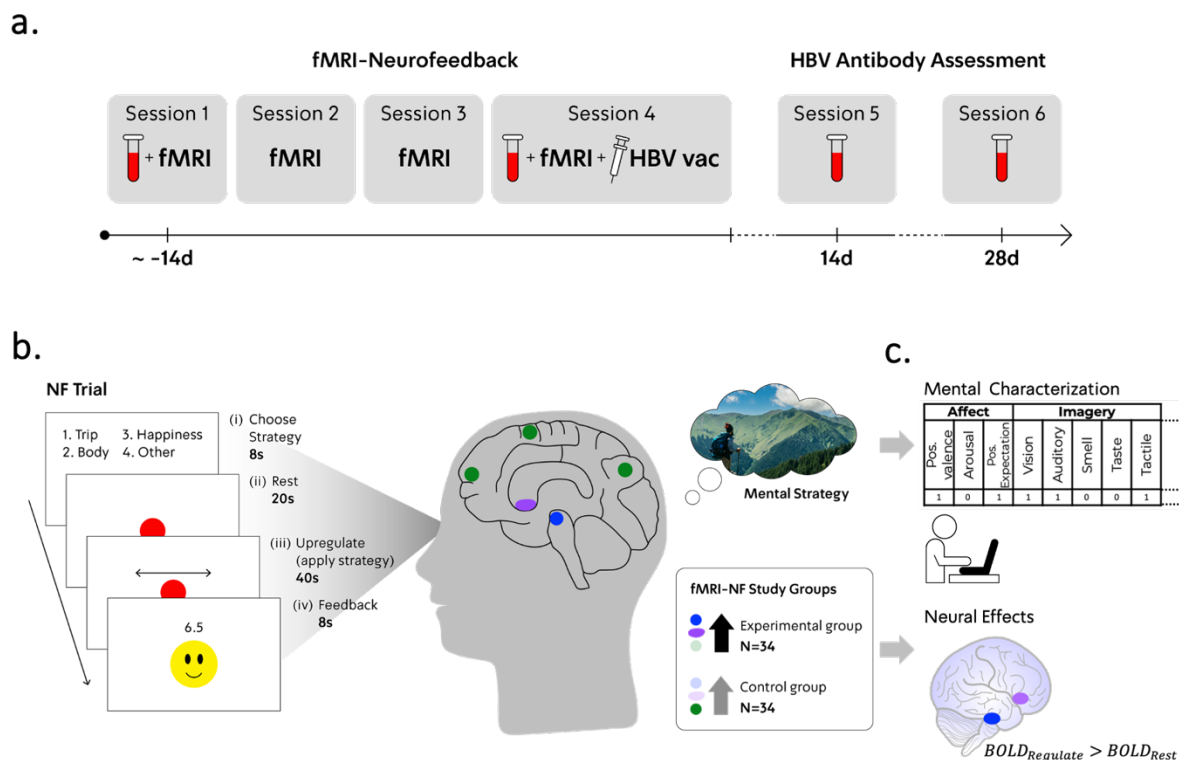 a.
fMRI-Neurofeedback
HBV Antibody Assessment
Session 1
+ fMRI
Session 2
fMRI
Session 3
fMRI
Session 4
+ fMRI + HBV vac
Session 5
Session 6
~ -14d
14d
28d
b.
NF Trial
1. Trip 3. Happiness
2. Body 4. Other
(i) Choose
Strategy
8s
(ii) Rest
20s
(iii) Upregulate
(apply strategy)
40s
(iv) Feedback
8s
6.5
Mental Strategy
fMRI-NF Study Groups
Experimental group
N=34
Control group
N=34
c.
Mental Characterization
Affect Imagery
Pos. valence
Arousal
Pos. Expectation
Vision
Auditory
Smell
Taste
Tactile
1 0 1 1 1 0 0 1
Neural Effects
BOLD_Regulate > BOLD_Rest